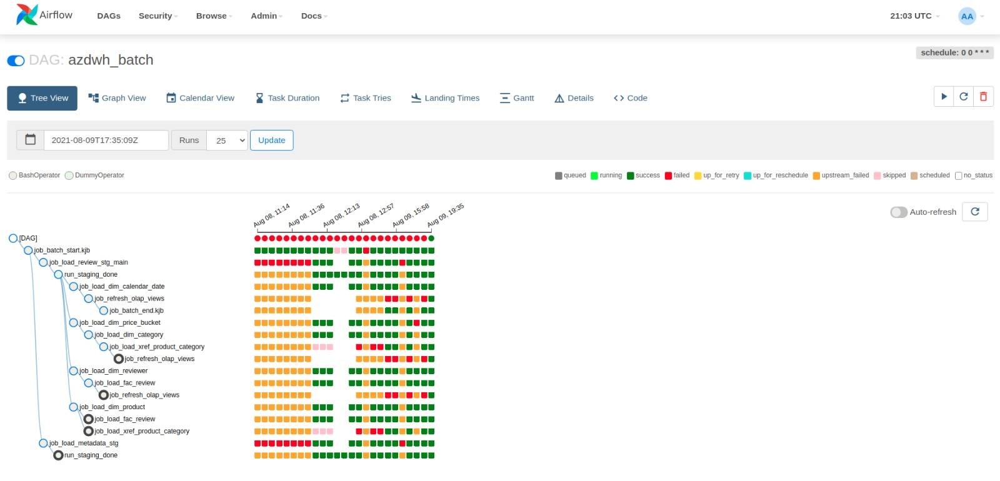 Airflow DAGs Security Browse Admin Docs 21:03 UTC AA
DAG: azdwh_batch schedule: 0 0 * * *
Tree View Graph View Calendar View Task Duration Task Tries Landing Times Gantt Details Code
2021-08-09T17:35:09Z Runs 25 Update
BashOperator DummyOperator queued running success failed up_for_retry up_for_reschedule upstream_failed skipped scheduled no_status
Aug 08, 11:14 Aug 08, 11:36 Aug 08, 12:13 Aug 08, 12:57 Aug 09, 15:58 Aug 09, 19:35
Auto-refresh
[DAG]
job_batch_start.kjb
job_load_review_stg_main
run_staging_done
job_load_dim_calendar_date
job_refresh_olap_views
job_batch_end.kjb
job_load_dim_price_bucket
job_load_dim_category
job_load_xref_product_category
job_refresh_olap_views
job_load_dim_reviewer
job_load_fac_review
job_refresh_olap_views
job_load_dim_product
job_load_fac_review
job_load_xref_product_category
job_load_metadata_stg
run_staging_done